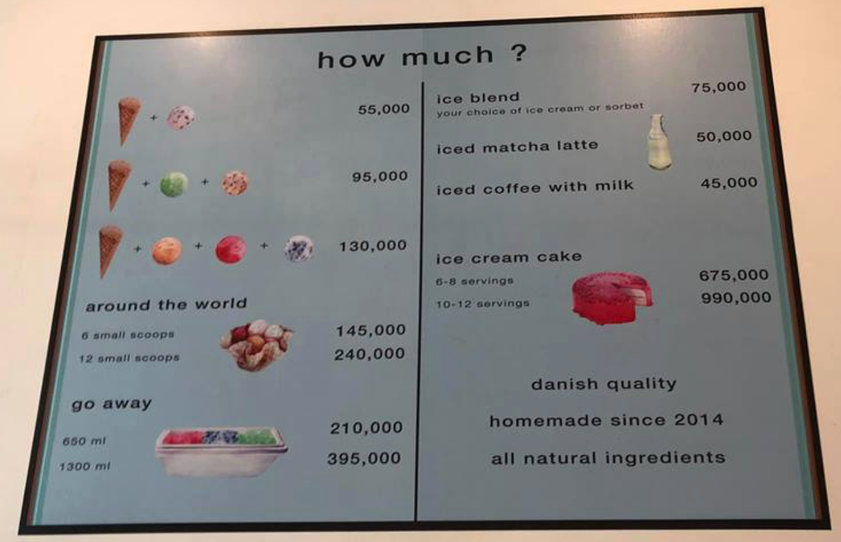 how much ?
+ 55,000
+ + 95,000
+ + + 130,000
around the world
6 small scoops 145,000
12 small scoops 240,000
go away
650 ml 210,000
1300 ml 395,000
ice blend 75,000
your choice of ice cream or sorbet
iced matcha latte 50,000
iced coffee with milk 45,000
ice cream cake
6-8 servings 675,000
10-12 servings 990,000
danish quality
homemade since 2014
all natural ingredients